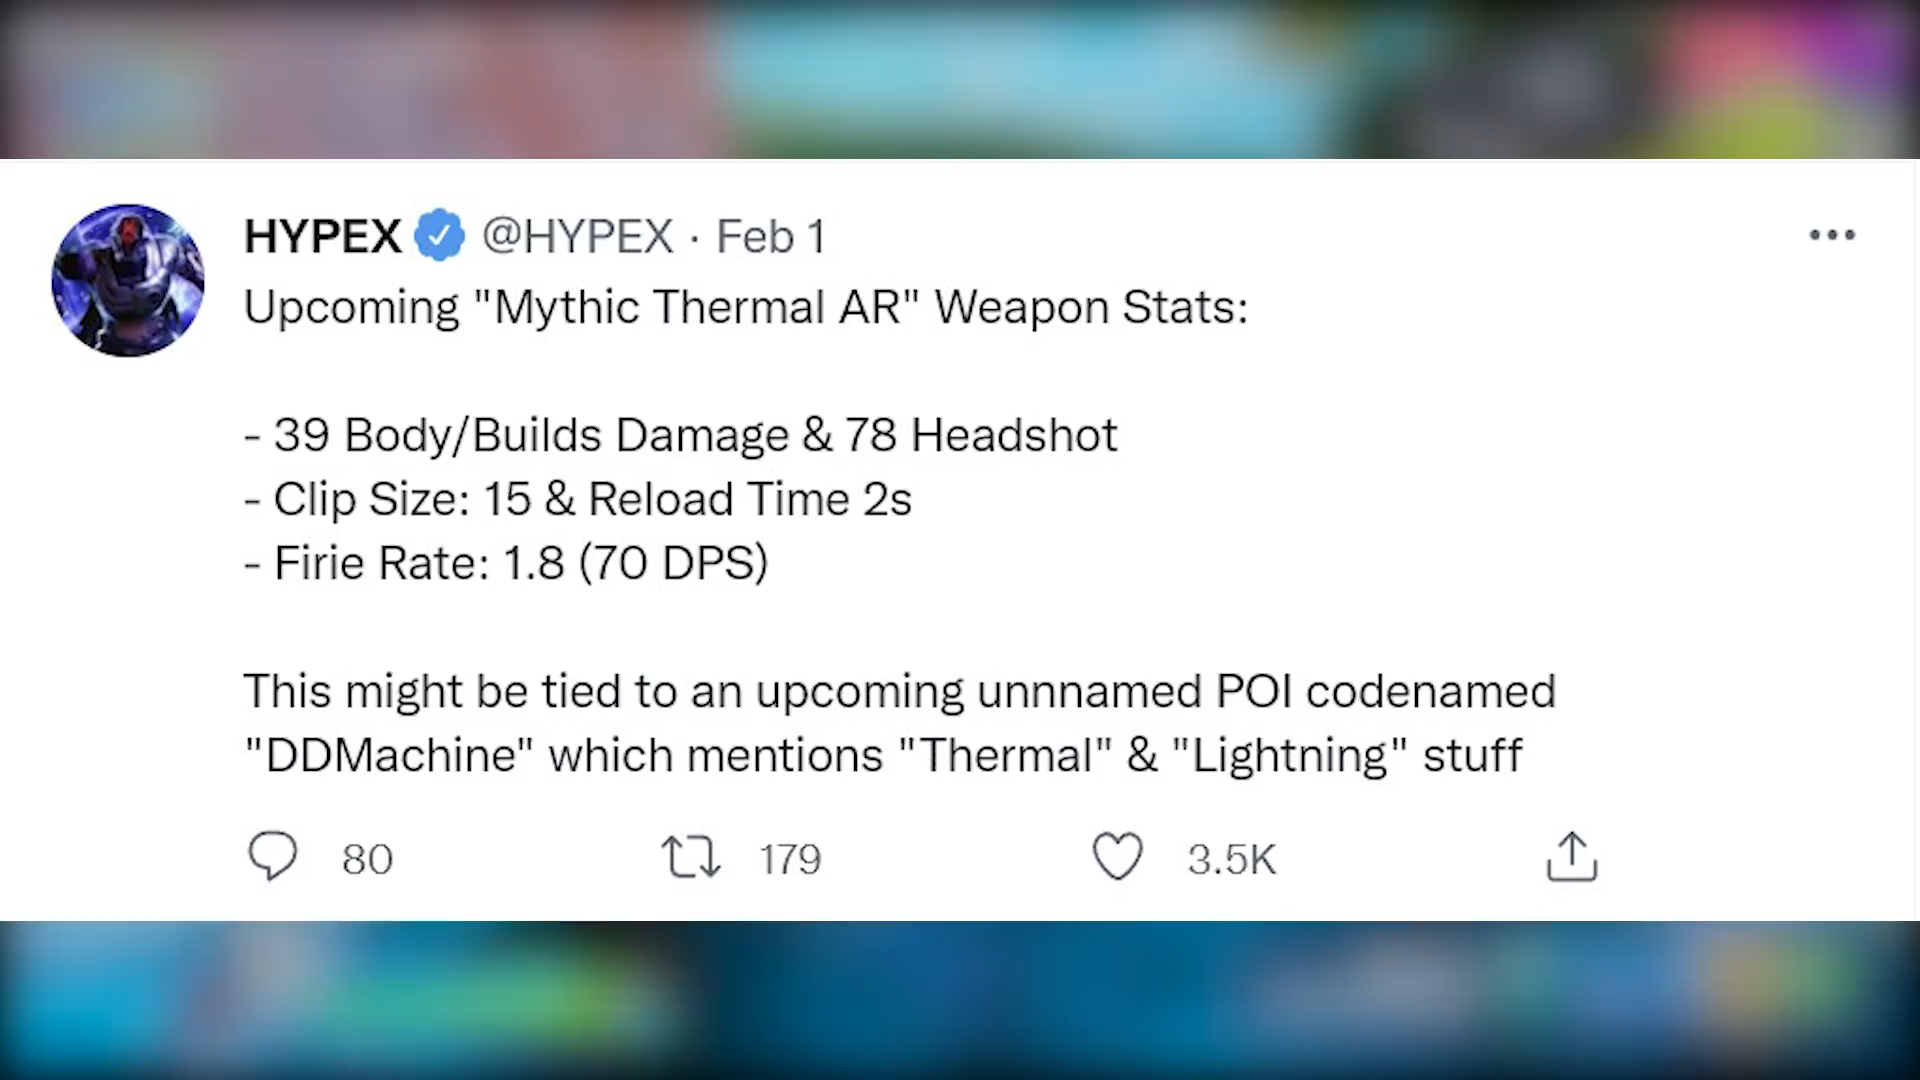 HYPEX @HYPEX · Feb 1
Upcoming "Mythic Thermal AR" Weapon Stats:
- 39 Body/Builds Damage & 78 Headshot
- Clip Size: 15 & Reload Time 2s
- Firie Rate: 1.8 (70 DPS)
This might be tied to an upcoming unnnamed POI codenamed
"DDMachine" which mentions "Thermal" & "Lightning" stuff
80 179 3.5K